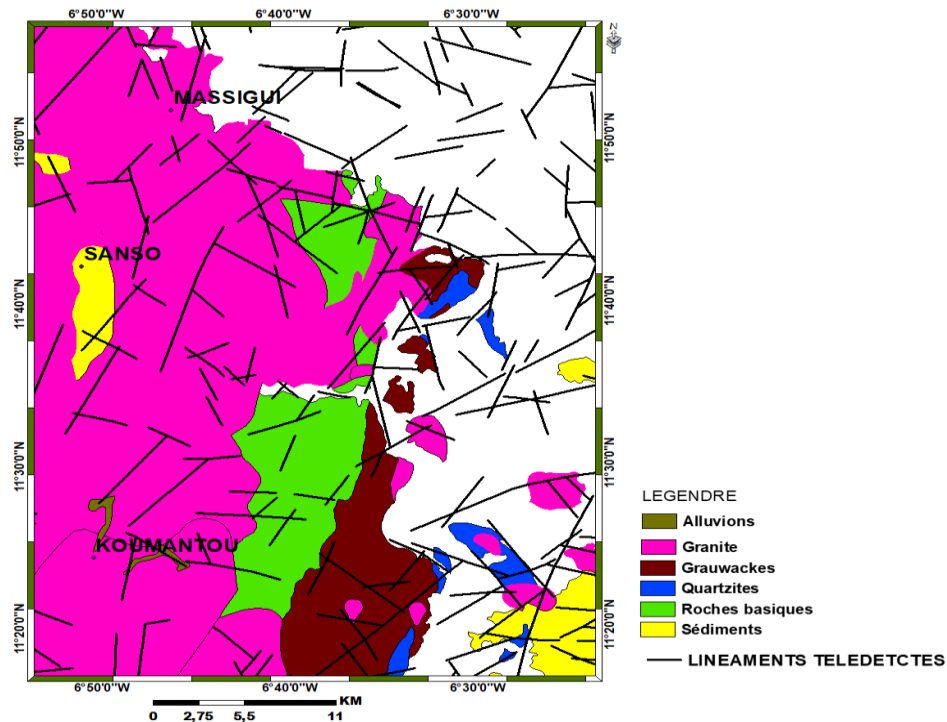 6°50'0"W 6°40'0"W 6°30'0"W
N
MASSIGUI
11°50'0"N 11°50'0"N
SANSO
11°40'0"N 11°40'0"N
11°30'0"N 11°30'0"N
KOUMANTOU
11°20'0"N 11°20'0"N
6°50'0"W 6°40'0"W 6°30'0"W
KM
0 2,75 5,5 11
LEGENDRE
Alluvions
Granite
Grauwackes
Quartzites
Roches basiques
Sédiments
LINEAMENTS TELEDETCTES